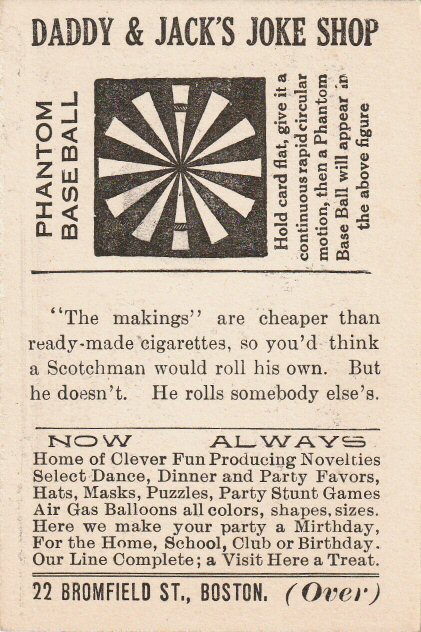 DADDY & JACK'S JOKE SHOP
PHANTOM
BASE BALL
Hold card flat, give it a
continuous rapid circular
motion, then a Phantom
Base Ball will appear in
the above figure
"The makings" are cheaper than
ready-made cigarettes, so you'd think
a Scotchman would roll his own. But
he doesn't. He rolls somebody else's.
NOW ALWAYS
Home of Clever Fun Producing Novelties
Select Dance, Dinner and Party Favors,
Hats, Masks, Puzzles, Party Stunt Games
Air Gas Balloons all colors, shapes, sizes.
Here we make your party a Mirthday,
For the Home, School, Club or Birthday.
Our Line Complete; a Visit Here a Treat.
22 BROMFIELD ST., BOSTON. (Over)